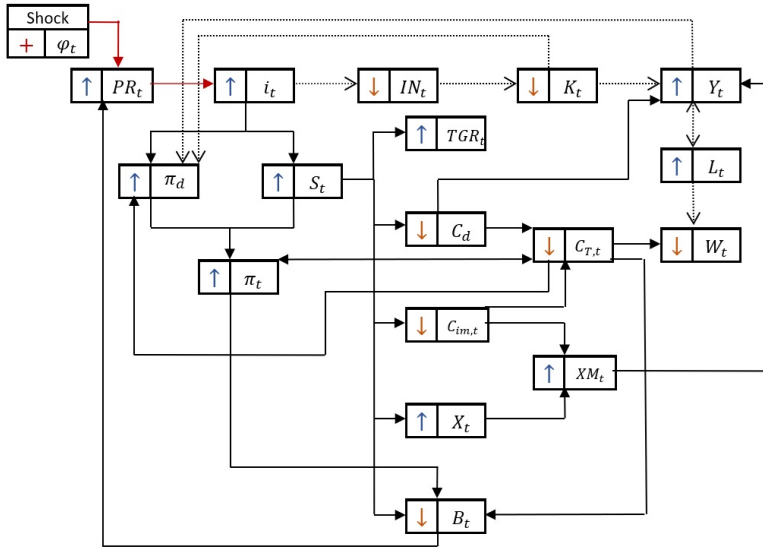 Shock
+ φt
↑ PRt
↑ it
↓ INt
↓ Kt
↑ Yt
↑ TGRt
↑ Lt
↑ πd
↑ St
↓ Cd
↓ CT,t
↓ Wt
↑ πt
↓ Cim,t
↑ XMt
↑ Xt
↓ Bt